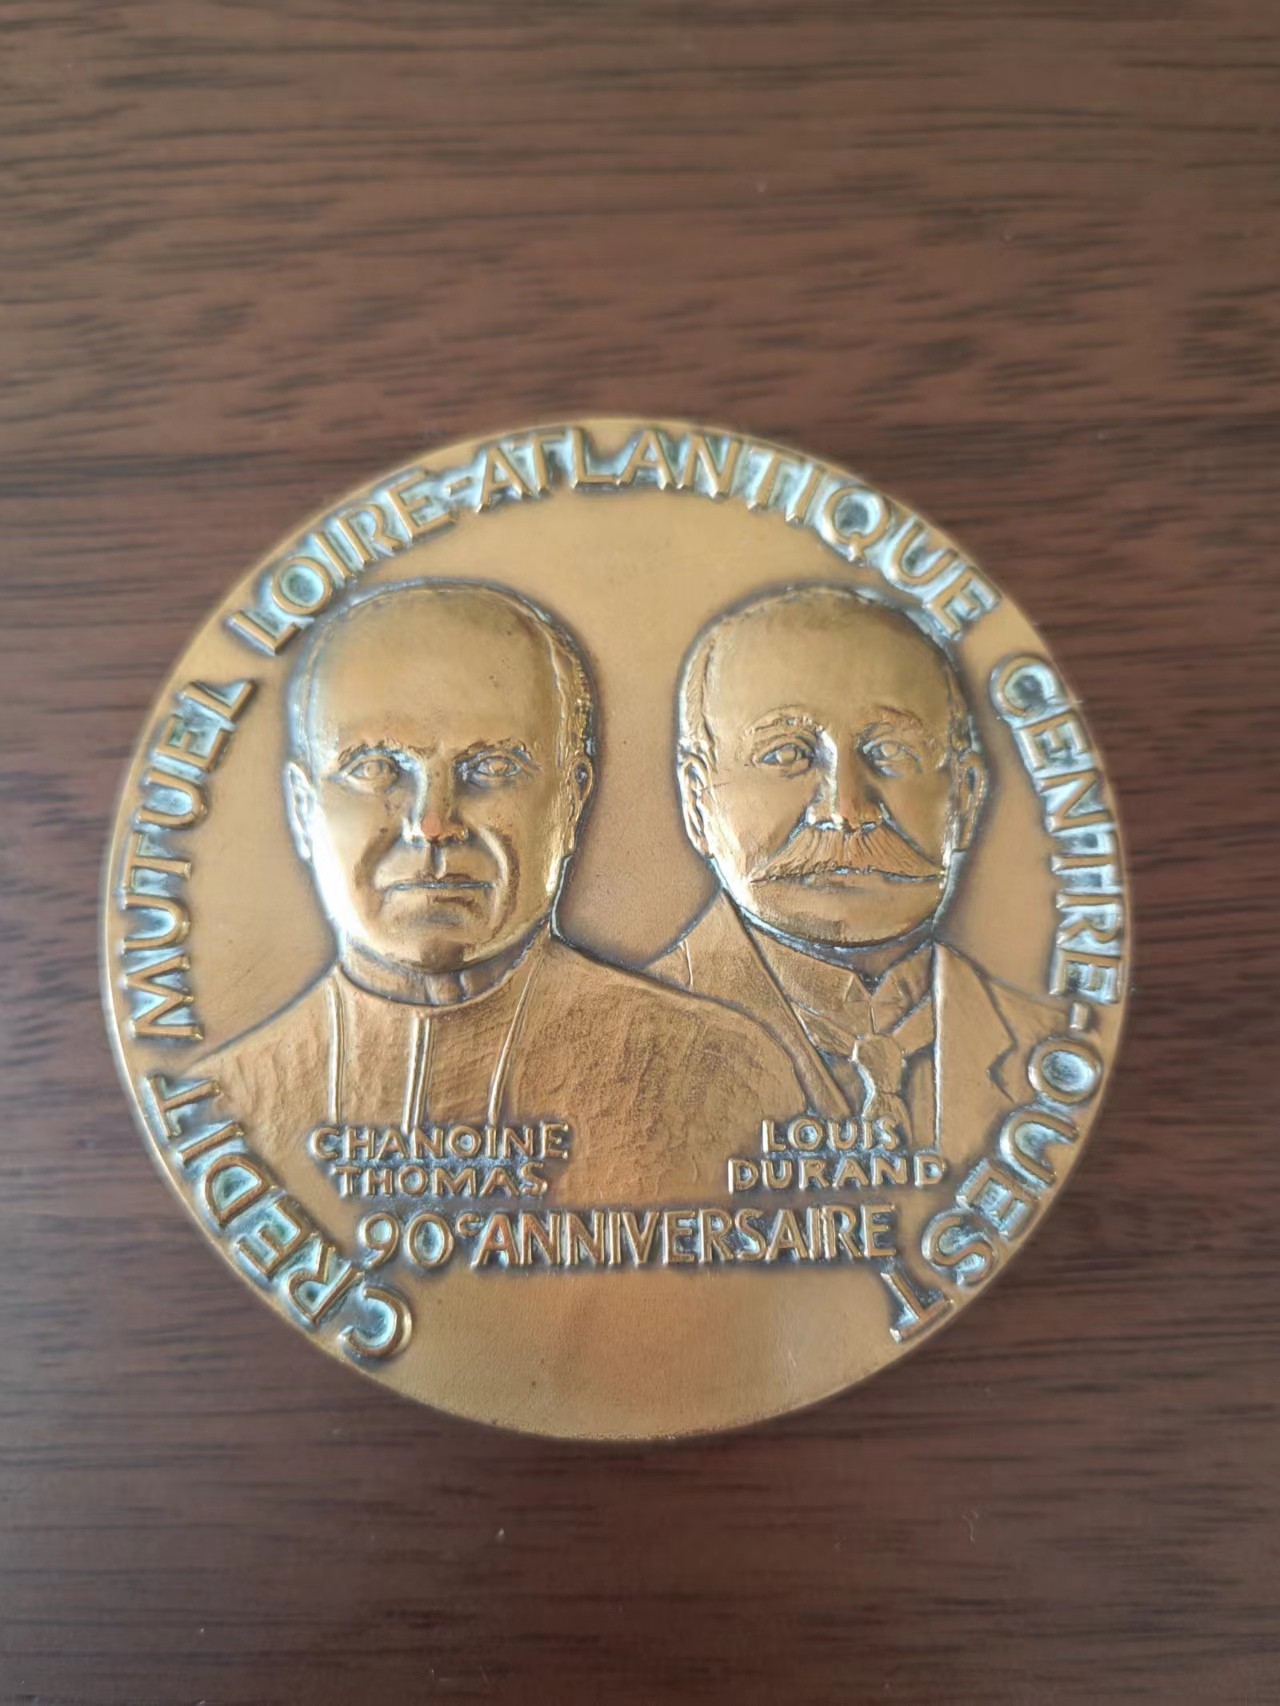 CREDIT MUTUEL LOIRE-ATLANTIQUE CENTRE-OUEST
CHANOINE
THOMAS
LOUIS
DURAND
90e ANNIVERSAIRE